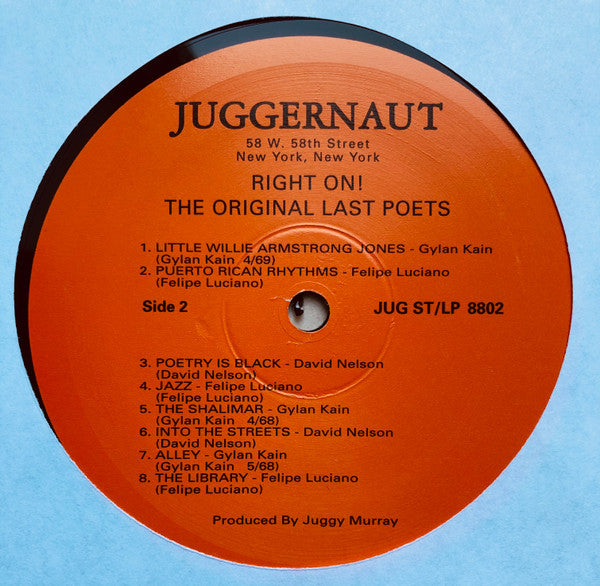 JUGGERNAUT
58 W. 58th Street
New York, New York
RIGHT ON!
THE ORIGINAL LAST POETS
1. LITTLE WILLIE ARMSTRONG JONES - Gylan Kain
(Gylan Kain 4/69)
2. PUERTO RICAN RHYTHMS - Felipe Luciano
(Felipe Luciano)
Side 2 JUG ST/LP 8802
3. POETRY IS BLACK - David Nelson
(David Nelson)
4. JAZZ - Felipe Luciano
(Felipe Luciano)
5. THE SHALIMAR - Gylan Kain
(Gylan Kain 4/68)
6. INTO THE STREETS - David Nelson
(David Nelson)
7. ALLEY - Gylan Kain
(Gylan Kain 5/68)
8. THE LIBRARY - Felipe Luciano
(Felipe Luciano)
Produced By Juggy Murray